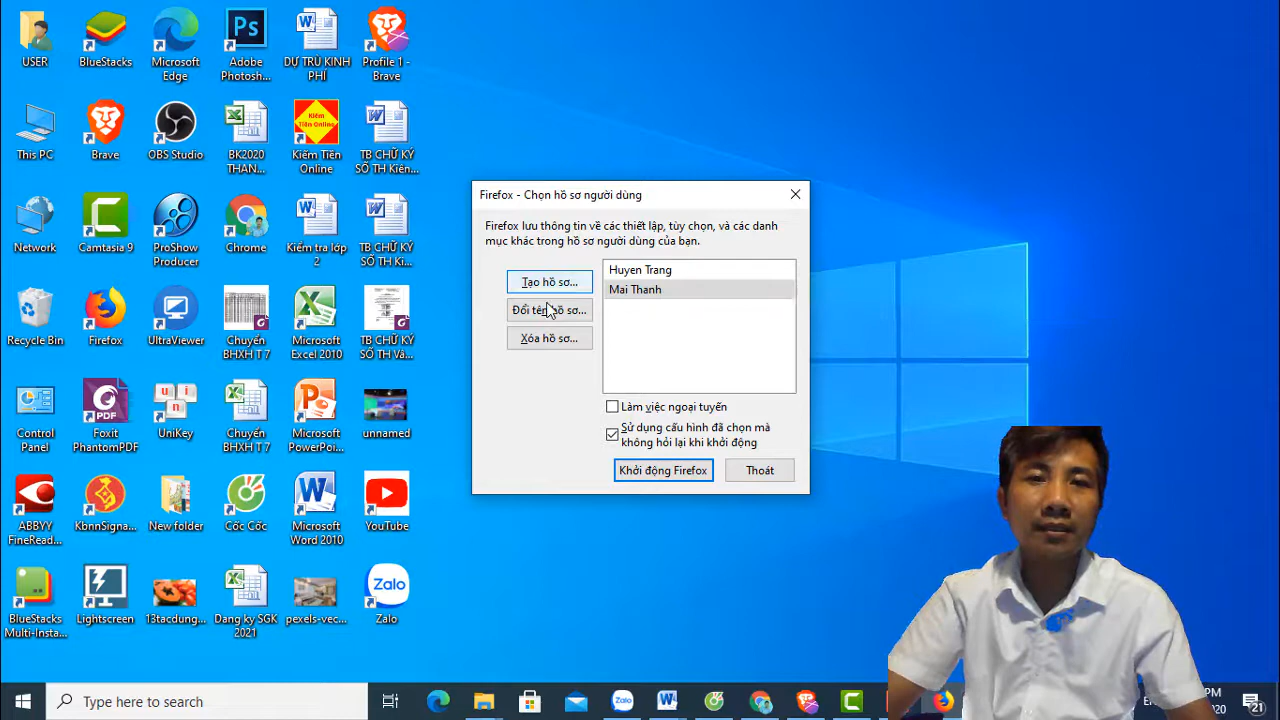 USER
BlueStacks
Microsoft
Edge
Ps
Adobe
Photosh...
DỰ TRÙ KINH
PHÍ
Profile 1 -
Brave
This PC
Brave
OBS Studio
BK2020
THAN...
Kiếm
Tiền Online
Kiếm Tiền
Online
TB CHỮ KÝ
SỐ TH Kiên...
Network
Camtasia 9
ProShow
Producer
Chrome
Kiểm tra lớp
2
TB CHỮ KÝ
SỐ TH Ki...
Recycle Bin
Firefox
UltraViewer
Chuyển
BHXH T 7
Microsoft
Excel 2010
TB CHỮ KÝ
SỐ TH Vâ...
Control
Panel
PDF
Foxit
PhantomPDF
UniKey
Chuyển
BHXH T 7
Microsoft
PowerPoi...
unnamed
ABBYY
FineRead...
KbnnSigna...
New folder
Cốc Cốc
Microsoft
Word 2010
YouTube
BlueStacks
Multi-Insta...
Lightscreen
13tacdung...
Dang ky SGK
2021
pexels-vec...
Zalo
Zalo
Firefox - Chọn hồ sơ người dùng
Firefox lưu thông tin về các thiết lập, tùy chọn, và các danh
mục khác trong hồ sơ người dùng của bạn.
Tạo hồ sơ...
Đổi tên hồ sơ...
Xóa hồ sơ...
Huyen Trang
Mai Thanh
Làm việc ngoại tuyến
Sử dụng cấu hình đã chọn mà
không hỏi lại khi khởi động
Khởi động Firefox
Thoát
Type here to search
Zalo
21